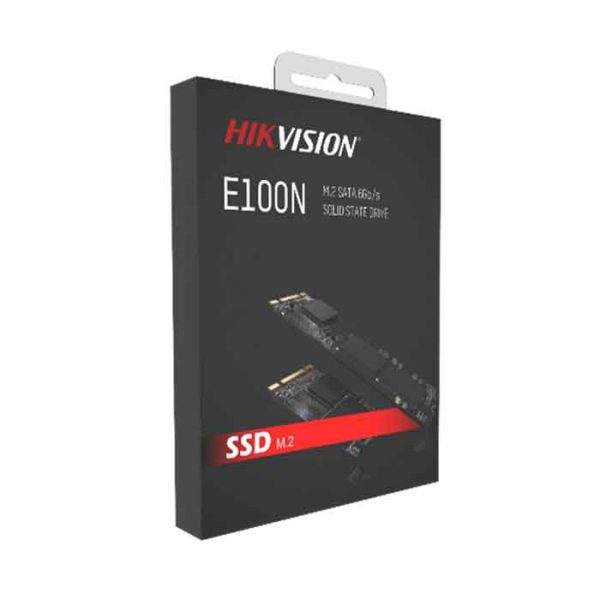 HIKVISION
E100N
M.2 SATA 6Gb/s
SOLID STATE DRIVE
SSD M.2